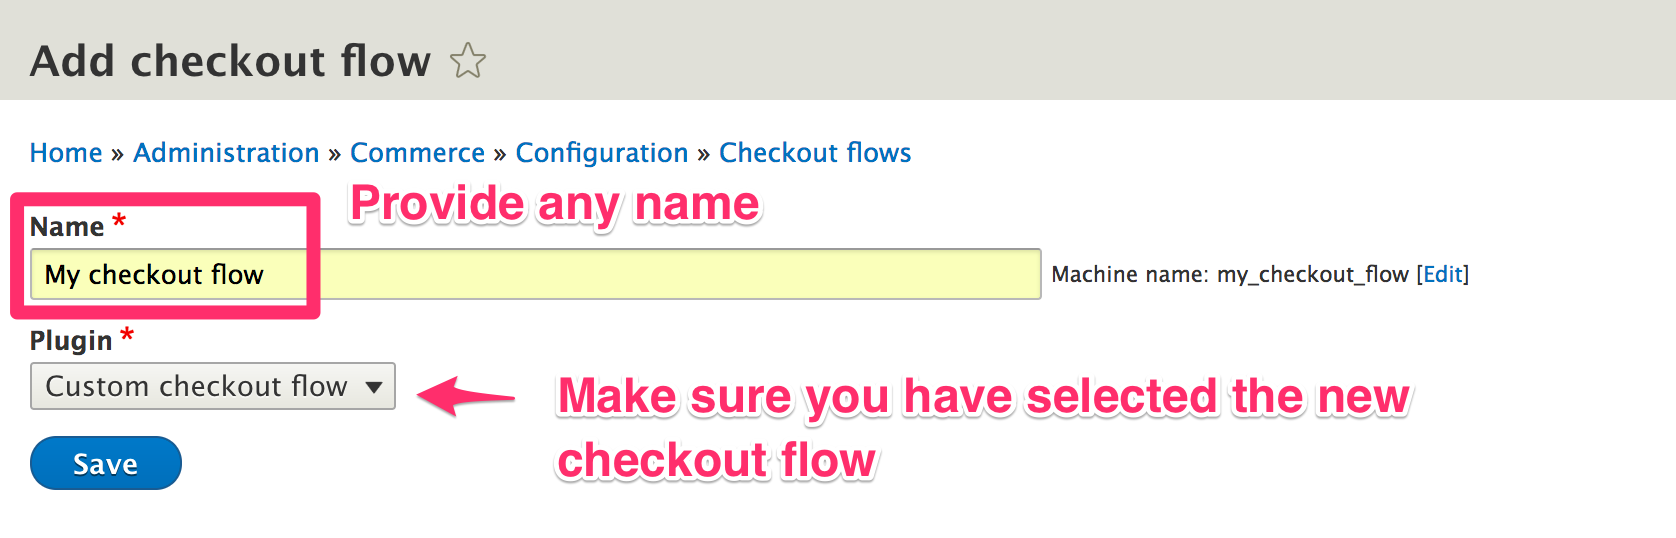 Add checkout flow
Home » Administration » Commerce » Configuration » Checkout flows
Provide any name
Name *
My checkout flow
Machine name: my_checkout_flow [Edit]
Plugin *
Custom checkout flow
Make sure you have selected the new
checkout flow
Save